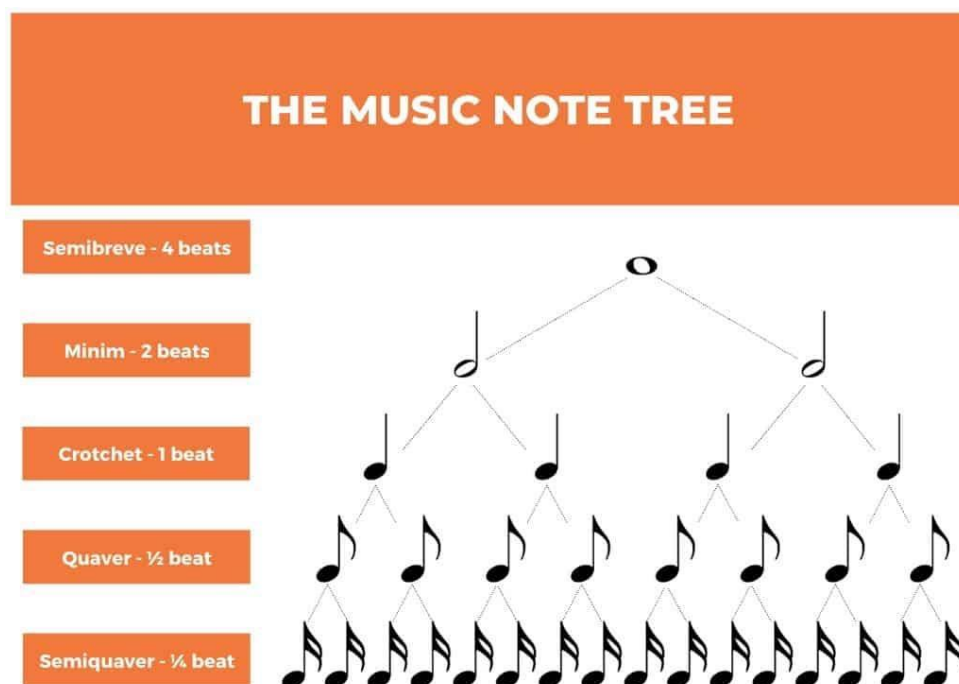 THE MUSIC NOTE TREE
Semibreve - 4 beats
Minim - 2 beats
Crotchet - 1 beat
Quaver - ½ beat
Semiquaver - ¼ beat